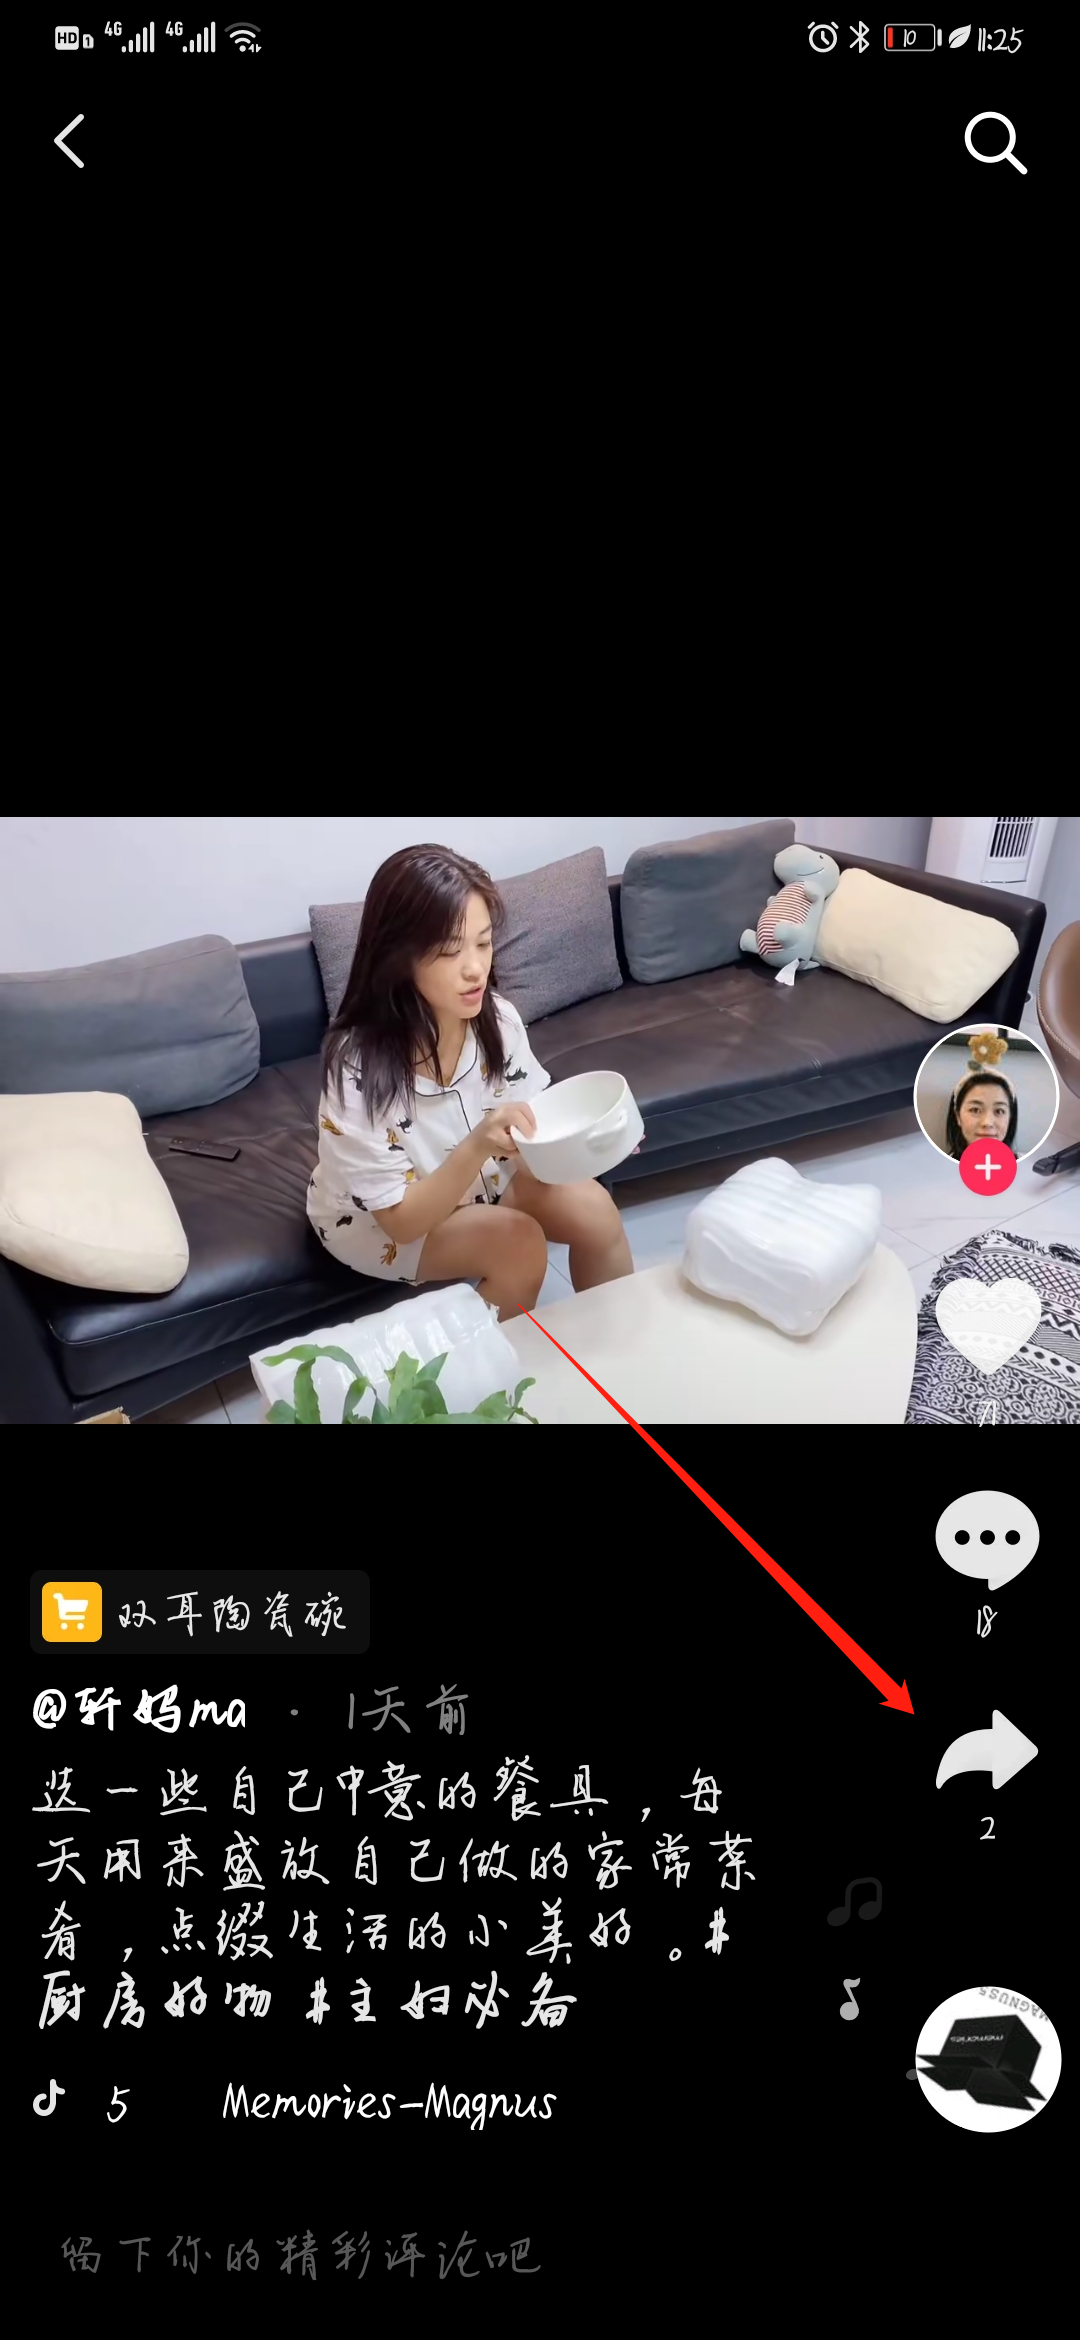 HD 1 4G 4G 10 11:25
71
18
双耳陶瓷碗
@轩妈ma · 1天前
选一些自己中意的餐具，每
2
天用来盛放自己做的家常菜
肴，点缀生活的小美好。#
厨房好物 #主妇必备
5 Memories-Magnus
留下你的精彩评论吧